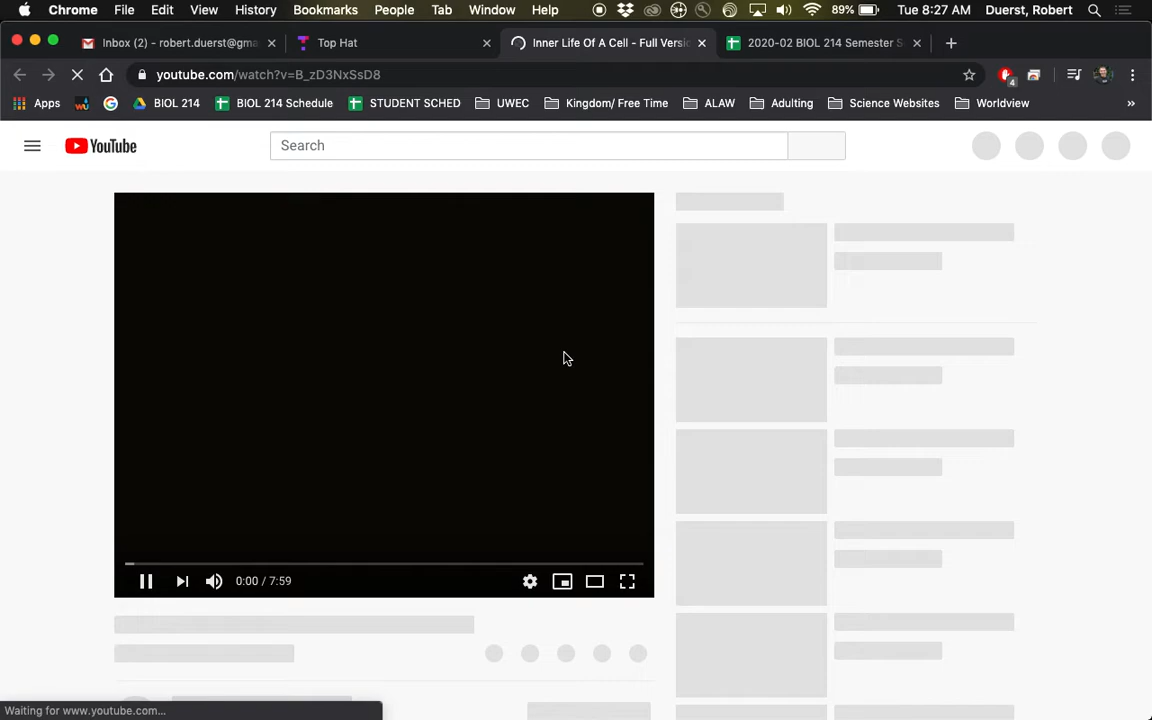 Chrome File Edit View History Bookmarks People Tab Window Help 89% Tue 8:27 AM Duerst, Robert
Inbox (2) - robert.duerst@gma Top Hat Inner Life Of A Cell - Full Versio 2020-02 BIOL 214 Semester S
youtube.com/watch?v=B_zD3NxSsD8 4
Apps BIOL 214 BIOL 214 Schedule STUDENT SCHED UWEC Kingdom/ Free Time ALAW Adulting Science Websites Worldview »
YouTube Search
0:00 / 7:59
Waiting for www.youtube.com...